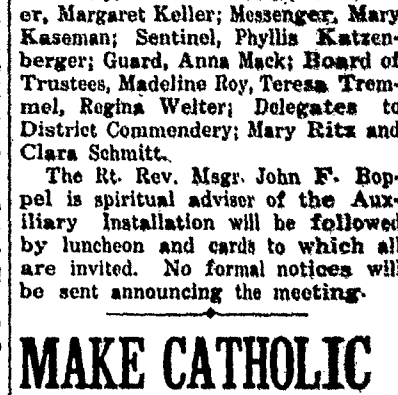 er, Margaret Keller; Messenger, Mary
Kaseman; Sentinel, Phyllis Katzen-
berger; Guard, Anna Mack; Board of
Trustees, Madeline Roy, Teresa Trem-
mel, Regina Welter; Delegates to
District Commendery; Mary Ritz and
Clara Schmitt.
The Rt. Rev. Msgr. John F. Bop-
pel is spiritual adviser of the Aux-
iliary Installation will be followed
by luncheon and cards to which all
are invited. No formal notices will
be sent announcing the meeting.
MAKE CATHOLIC